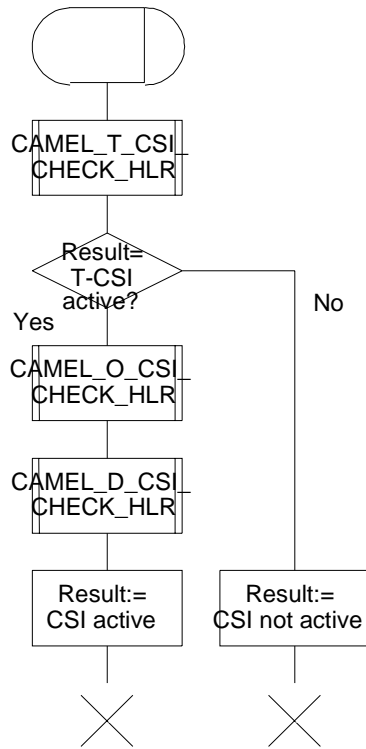 CAMEL_T_CSI_
CHECK_HLR
Result=
T-CSI
active?
Yes
No
CAMEL_O_CSI_
CHECK_HLR
CAMEL_D_CSI_
CHECK_HLR
Result:=
CSI active
Result:=
CSI not active